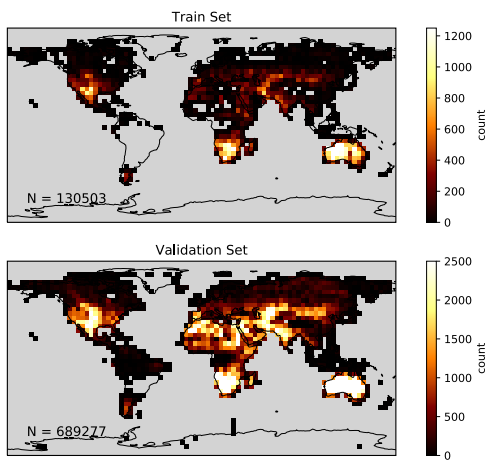 Train Set
1200
1000
800
600
400
200
0
count
N = 130503
Validation Set
2500
2000
1500
1000
500
0
count
N = 689277